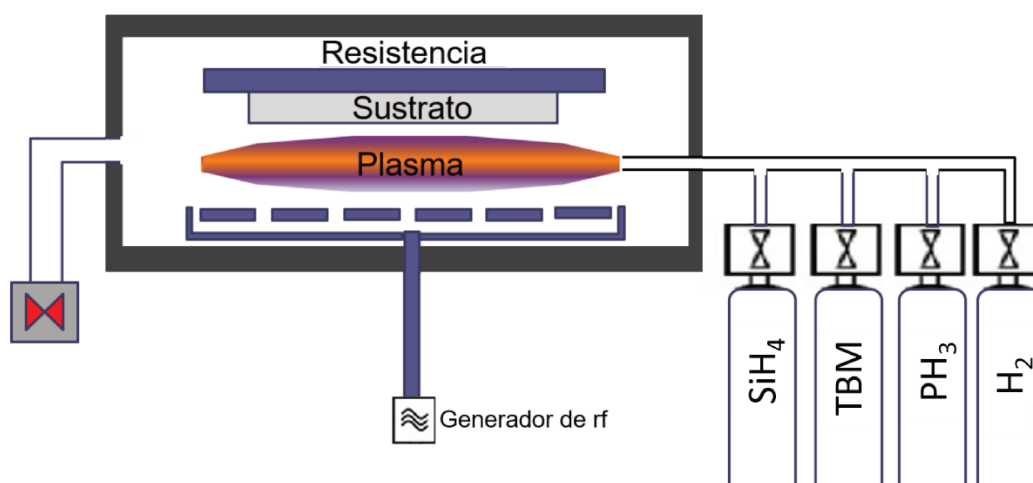 Resistencia
Sustrato
Plasma
Generador de rf
SiH₄
TBM
PH₃
H₂